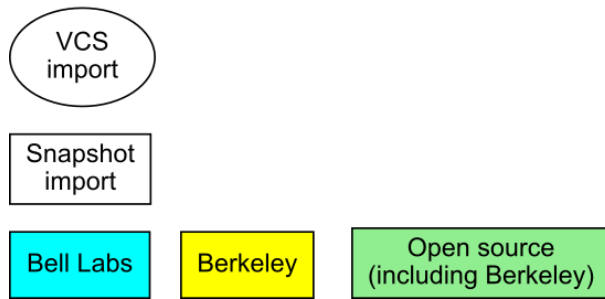 VCS
import
Snapshot
import
Bell Labs
Berkeley
Open source
(including Berkeley)